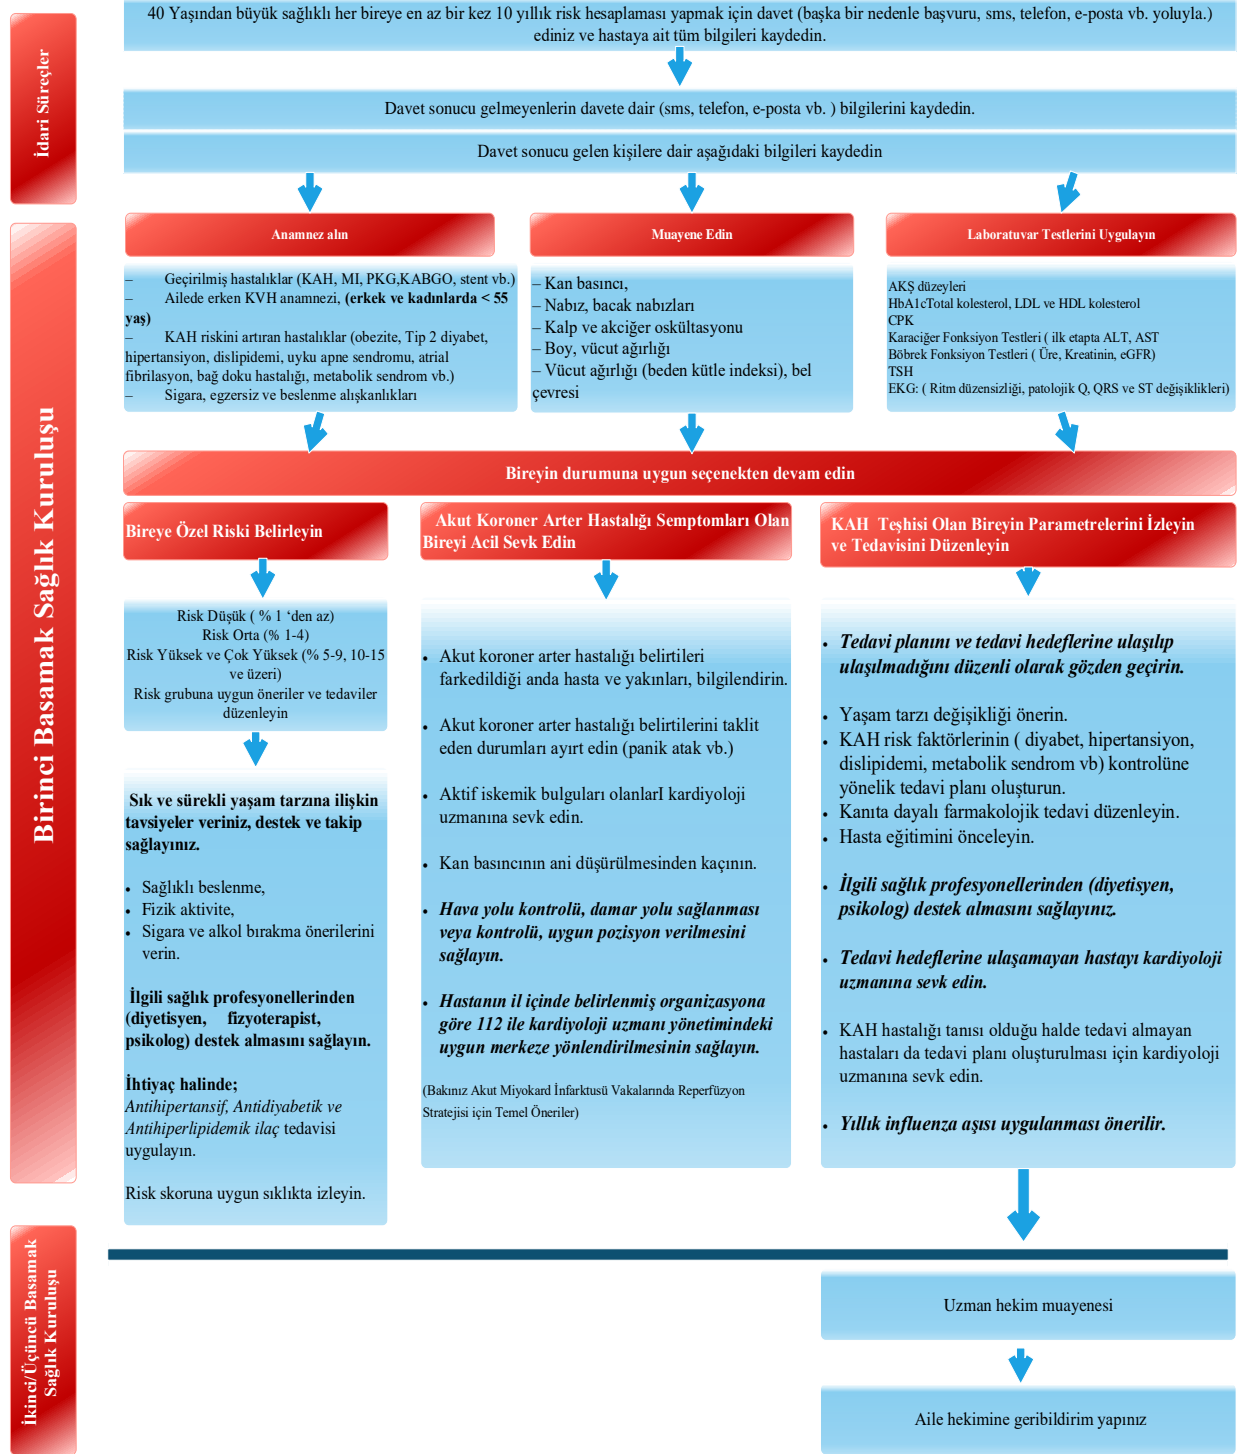 İdari Süreçler
40 Yaşından büyük sağlıklı her bireye en az bir kez 10 yıllık risk hesaplaması yapmak için davet (başka bir nedenle başvuru, sms, telefon, e-posta vb. yoluyla.)
ediniz ve hastaya ait tüm bilgileri kaydedin.
Davet sonucu gelmeyenlerin davete dair (sms, telefon, e-posta vb. ) bilgilerini kaydedin.
Davet sonucu gelen kişilere dair aşağıdaki bilgileri kaydedin
Birinci Basamak Sağlık Kuruluşu
Anamnez alın
– Geçirilmiş hastalıklar (KAH, MI, PKG,KABGO, stent vb.)
– Ailede erken KVH anamnezi, (erkek ve kadınlarda < 55
yaş)
– KAH riskini artıran hastalıklar (obezite, Tip 2 diyabet,
hipertansiyon, dislipidemi, uyku apne sendromu, atrial
fibrilasyon, bağ doku hastalığı, metabolik sendrom vb.)
– Sigara, egzersiz ve beslenme alışkanlıkları
Muayene Edin
– Kan basıncı,
– Nabız, bacak nabızları
– Kalp ve akciğer oskültasyonu
– Boy, vücut ağırlığı
– Vücut ağırlığı (beden kütle indeksi), bel
çevresi
Laboratuvar Testlerini Uygulayın
AKŞ düzeyleri
HbA1cTotal kolesterol, LDL ve HDL kolesterol
CPK
Karaciğer Fonksiyon Testleri ( ilk etapta ALT, AST
Böbrek Fonksiyon Testleri ( Üre, Kreatinin, eGFR)
TSH
EKG: ( Ritm düzensizliği, patolojik Q, QRS ve ST değişiklikleri)
Bireyin durumuna uygun seçenekten devam edin
Bireye Özel Riski Belirleyin
Risk Düşük ( % 1 ‘den az)
Risk Orta (% 1-4)
Risk Yüksek ve Çok Yüksek (% 5-9, 10-15
ve üzeri)
Risk grubuna uygun öneriler ve tedaviler
düzenleyin
Sık ve sürekli yaşam tarzına ilişkin
tavsiyeler veriniz, destek ve takip
sağlayınız.
• Sağlıklı beslenme,
• Fizik aktivite,
• Sigara ve alkol bırakma önerilerini
verin.
İlgili sağlık profesyonellerinden
(diyetisyen, fizyoterapist,
psikolog) destek almasını sağlayın.
İhtiyaç halinde;
Antihipertansif, Antidiyabetik ve
Antihiperlipidemik ilaç tedavisi
uygulayın.
Risk skoruna uygun sıklıkta izleyin.
Akut Koroner Arter Hastalığı Semptomları Olan
Bireyi Acil Sevk Edin
• Akut koroner arter hastalığı belirtileri
farkedildiği anda hasta ve yakınları, bilgilendirin.
• Akut koroner arter hastalığı belirtilerini taklit
eden durumları ayırt edin (panik atak vb.)
• Aktif iskemik bulguları olanlarI kardiyoloji
uzmanına sevk edin.
• Kan basıncının ani düşürülmesinden kaçının.
• Hava yolu kontrolü, damar yolu sağlanması
veya kontrolü, uygun pozisyon verilmesini
sağlayın.
• Hastanın il içinde belirlenmiş organizasyona
göre 112 ile kardiyoloji uzmanı yönetimindeki
uygun merkeze yönlendirilmesinin sağlayın.
(Bakınız Akut Miyokard İnfarktusü Vakalarında Reperfüzyon
Stratejisi için Temel Öneriler)
KAH Teşhisi Olan Bireyin Parametrelerini İzleyin
ve Tedavisini Düzenleyin
• Tedavi planını ve tedavi hedeflerine ulaşılıp
ulaşılmadığını düzenli olarak gözden geçirin.
• Yaşam tarzı değişikliği önerin.
• KAH risk faktörlerinin ( diyabet, hipertansiyon,
dislipidemi, metabolik sendrom vb) kontrolüne
yönelik tedavi planı oluşturun.
• Kanıta dayalı farmakolojik tedavi düzenleyin.
• Hasta eğitimini önceleyin.
• İlgili sağlık profesyonellerinden (diyetisyen,
psikolog) destek almasını sağlayınız.
• Tedavi hedeflerine ulaşamayan hastayı kardiyoloji
uzmanına sevk edin.
• KAH hastalığı tanısı olduğu halde tedavi almayan
hastaları da tedavi planı oluşturulması için kardiyoloji
uzmanına sevk edin.
• Yıllık influenza aşısı uygulanması önerilir.
İkinci/Üçüncü Basamak
Sağlık Kuruluşu
Uzman hekim muayenesi
Aile hekimine geribildirim yapınız